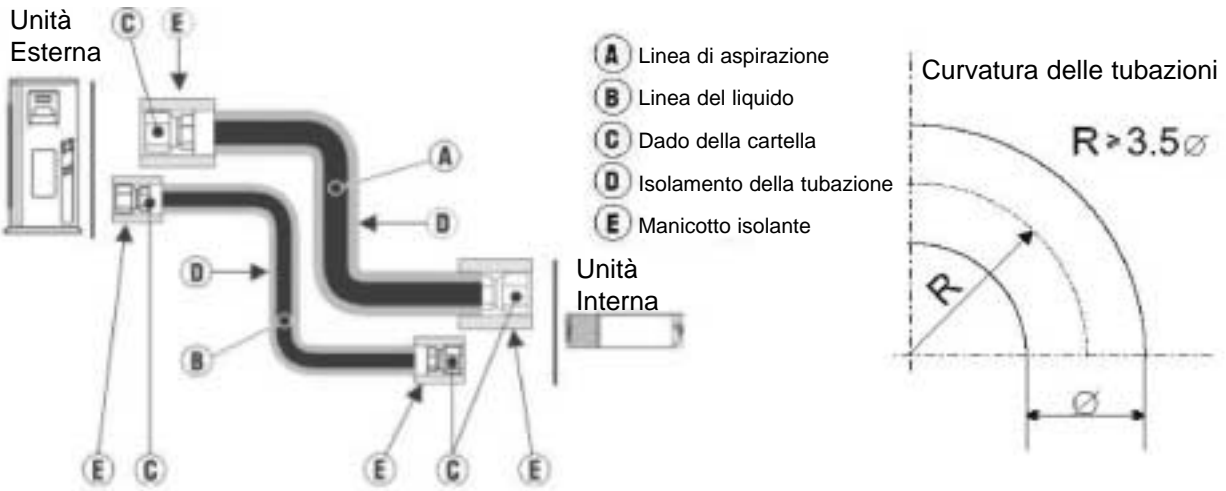 Unità
Esterna
C
E
A
D
D
B
E
C
E
C
E
Unità
Interna
A Linea di aspirazione
B Linea del liquido
C Dado della cartella
D Isolamento della tubazione
E Manicotto isolante
Curvatura delle tubazioni
R ≥ 3.5 ∅
R
∅